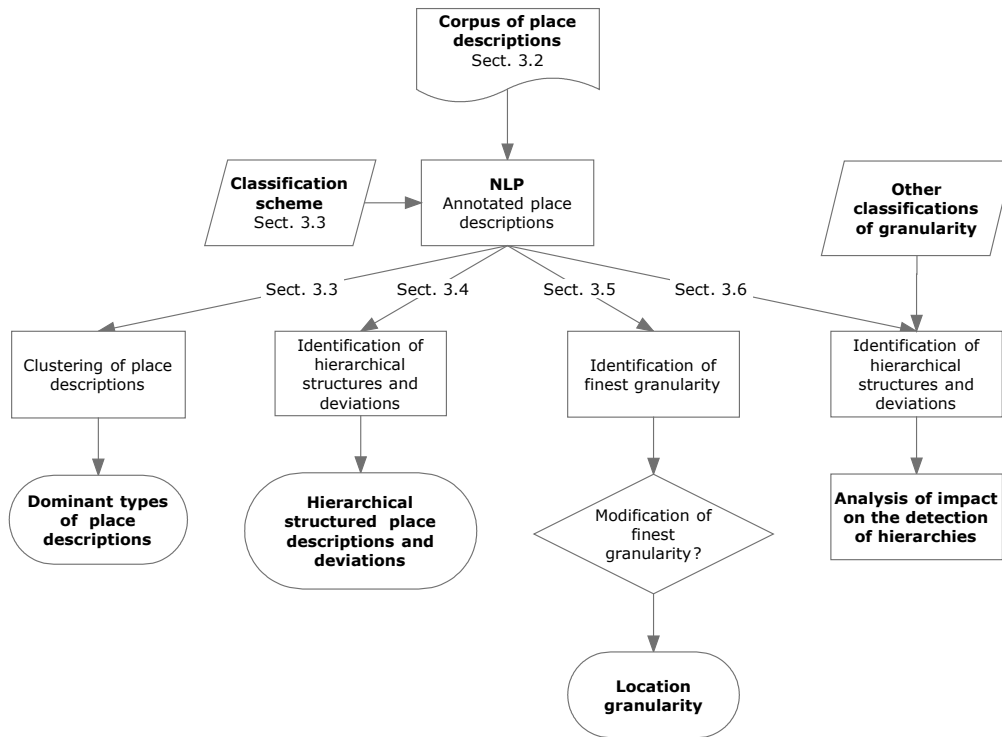 Corpus of place
descriptions
Sect. 3.2
Classification
scheme
Sect. 3.3
NLP
Annotated place
descriptions
Other
classifications
of granularity
Sect. 3.3
Sect. 3.4
Sect. 3.5
Sect. 3.6
Clustering of place
descriptions
Identification of
hierarchical
structures and
deviations
Identification of
finest granularity
Identification of
hierarchical
structures and
deviations
Dominant types
of place
descriptions
Hierarchical
structured place
descriptions and
deviations
Modification of
finest
granularity?
Analysis of impact
on the detection
of hierarchies
Location
granularity